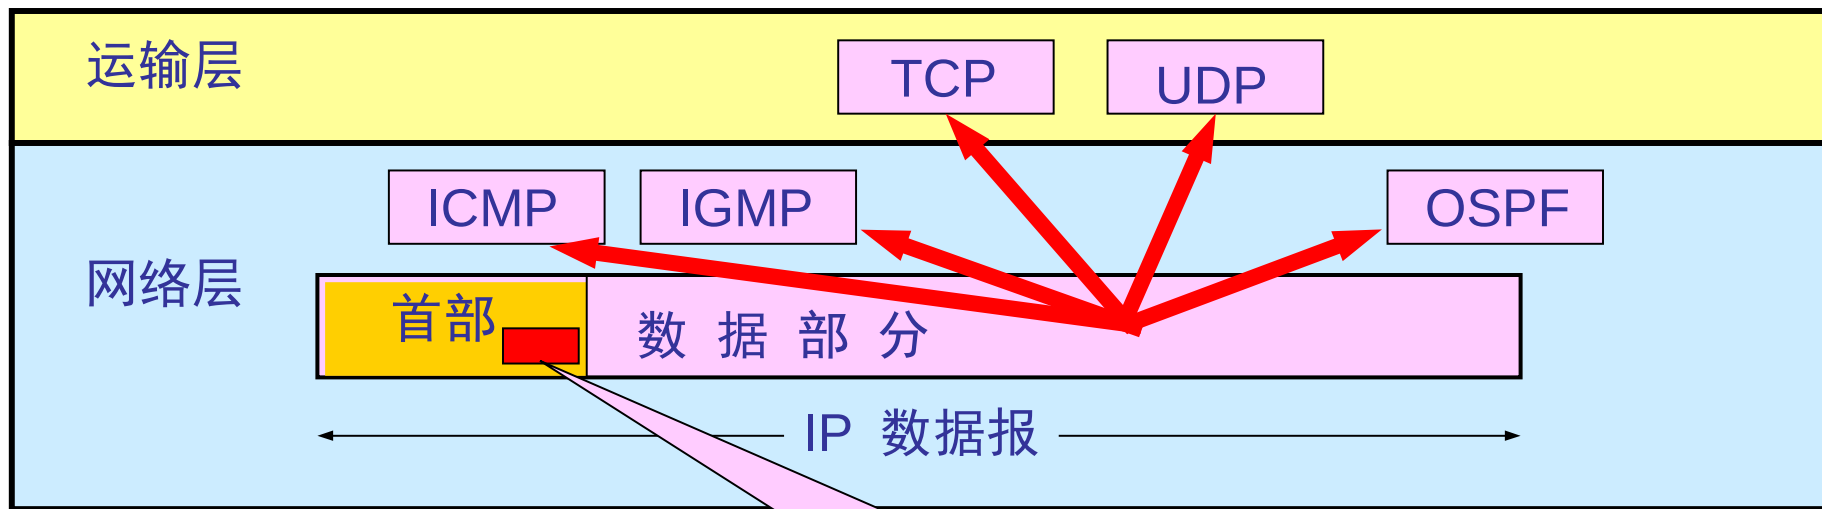 运输层
TCP
UDP
ICMP
IGMP
OSPF
网络层
首部
数 据 部 分
IP 数据报